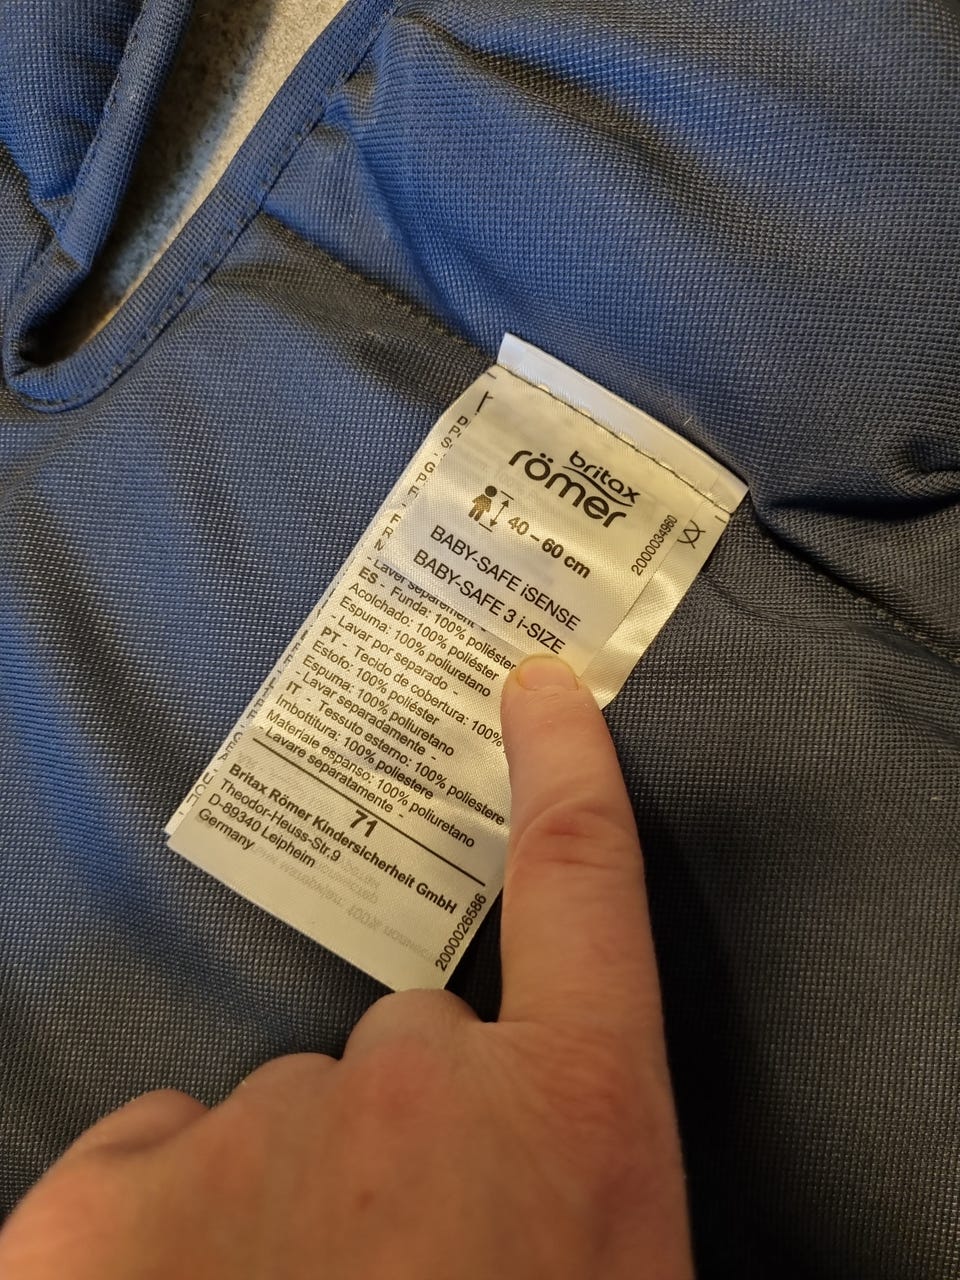 britax
römer
40 – 60 cm
BABY-SAFE iSENSE
BABY-SAFE 3 i-SIZE
2000034960
- Laver séparément -
ES - Funda: 100% poliéster
Acolchado: 100% poliéster
Espuma: 100% poliuretano
- Lavar por separado -
PT - Tecido de cobertura: 100%
Estofo: 100% poliéster
Espuma: 100% poliuretano
- Lavar separadamente -
IT - Tessuto esterno: 100% poliestere
Imbottitura: 100% poliestere
Materiale espanso: 100% poliuretano
Lavare separatamente -
71
Britax Römer Kindersicherheit GmbH
Theodor-Heuss-Str.9
D-89340 Leipheim
Germany
2000026586